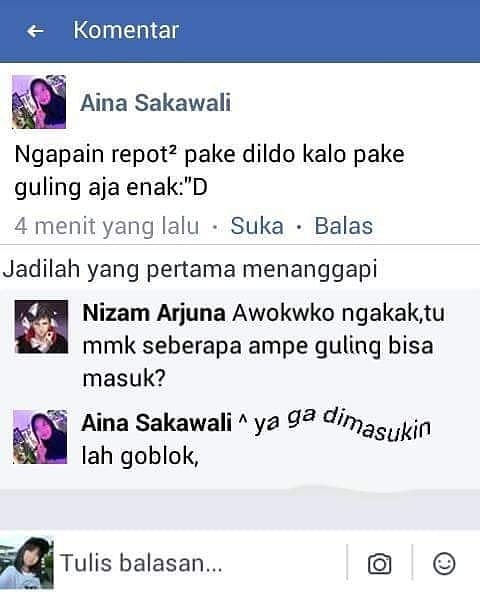 Komentar
Aina Sakawali
Ngapain repot² pake dildo kalo pake
guling aja enak:"D
4 menit yang lalu · Suka · Balas
Jadilah yang pertama menanggapi
Nizam Arjuna Awokwko ngakak,tu
mmk seberapa ampe guling bisa
masuk?
Aina Sakawali ^ ya ga dimasukin
lah goblok,
Tulis balasan...